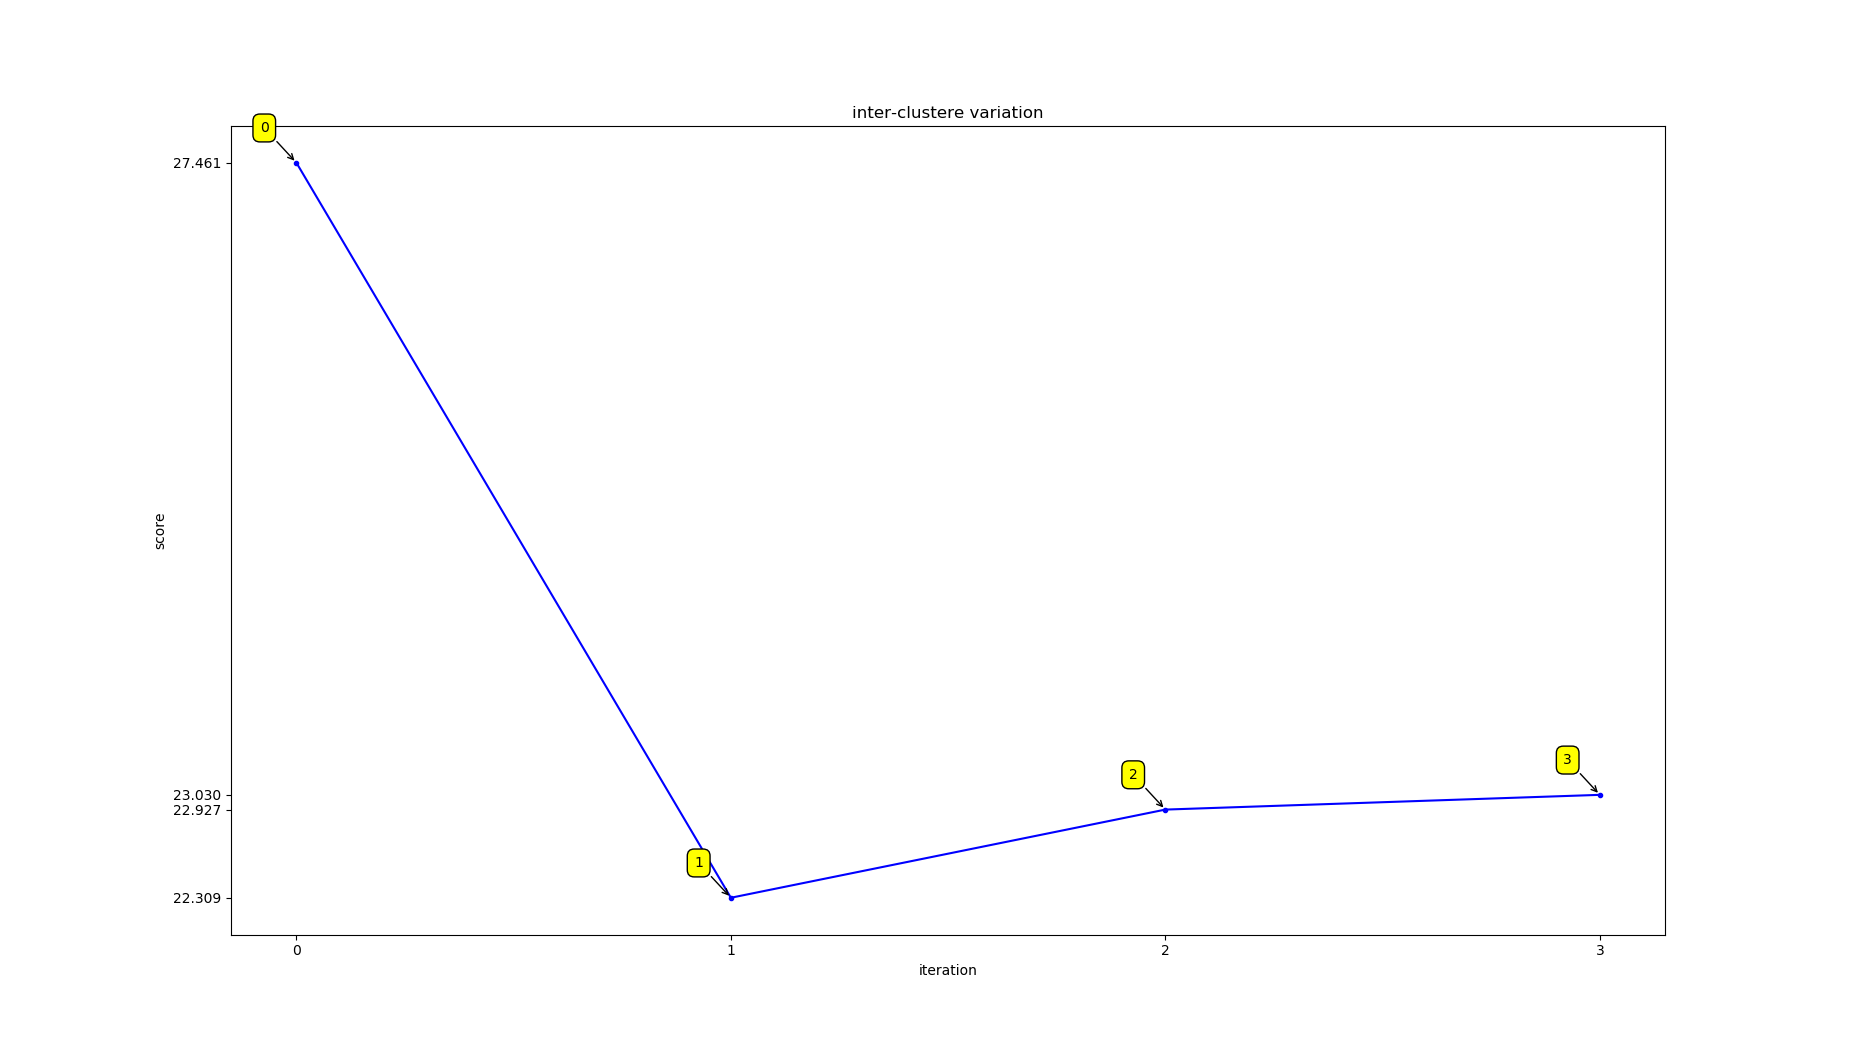 inter-clustere variation
0
27.461
score
3
2
23.030
22.927
1
22.309
0 1 2 3
iteration